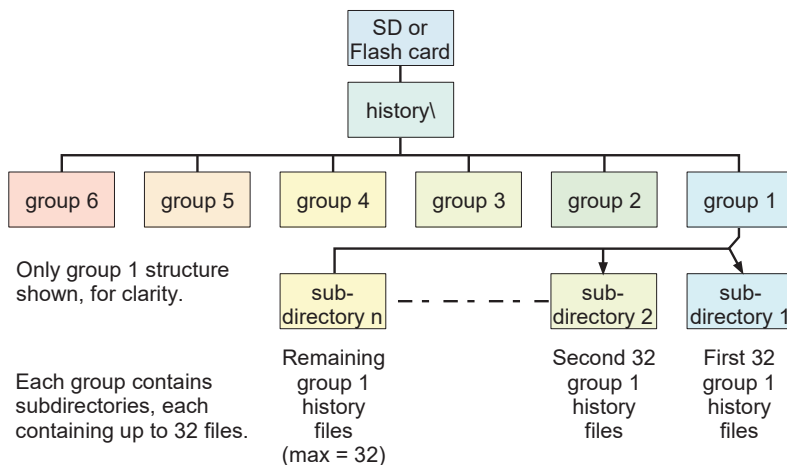 SD or
Flash card
history\
group 6
group 5
group 4
group 3
group 2
group 1
Only group 1 structure
shown, for clarity.
sub-
directory n
sub-
directory 2
sub-
directory 1
Each group contains
subdirectories, each
containing up to 32 files.
Remaining
group 1
history
files
(max = 32)
Second 32
group 1
history
files
First 32
group 1
history
files